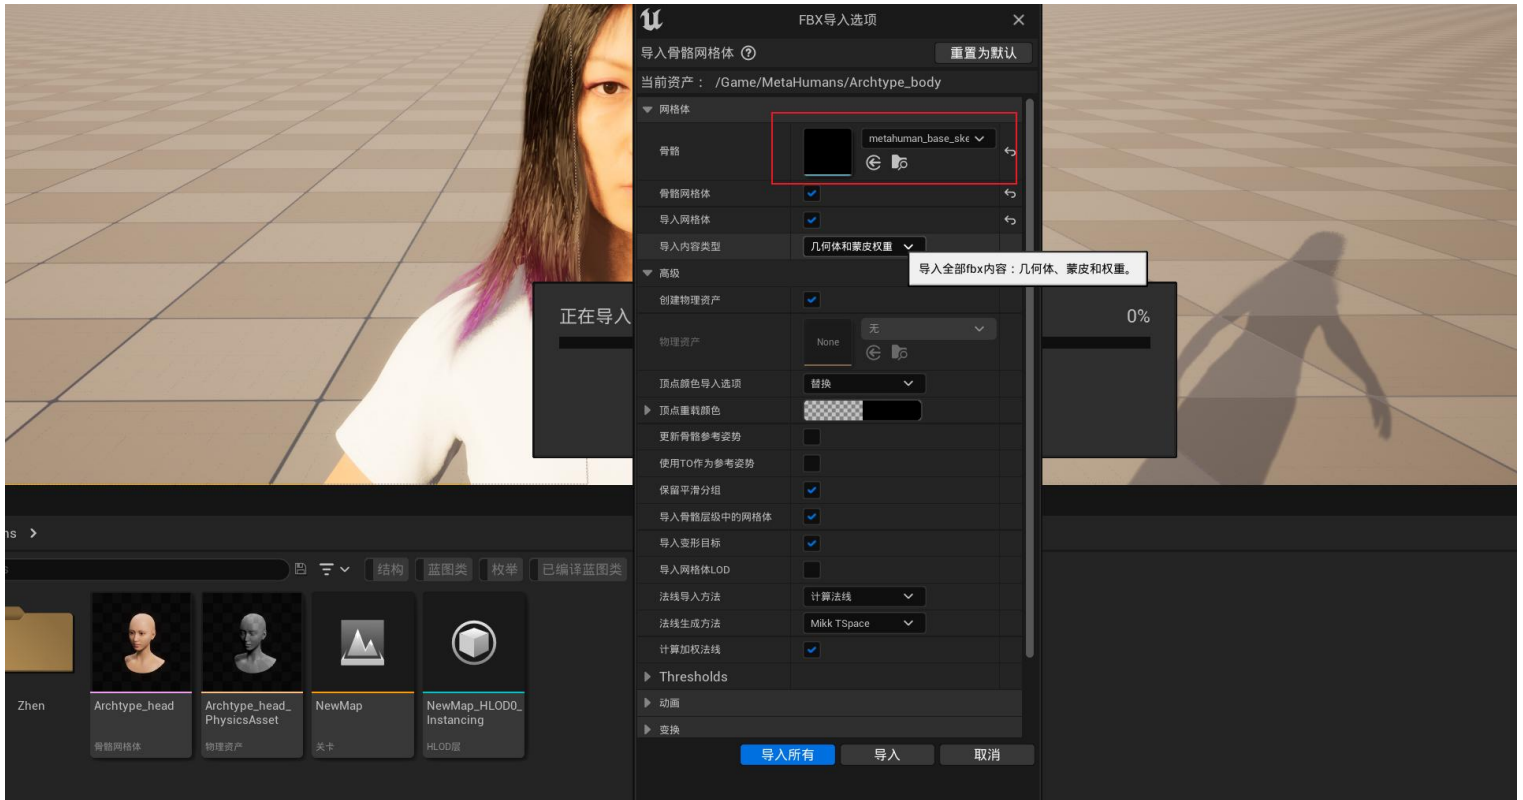 FBX导入选项
导入骨骼网格体
重置为默认
当前资产： /Game/MetaHumans/Archtype_body
网格体
骨骼
metahuman_base_ske
骨骼网格体
导入网格体
导入内容类型
几何体和蒙皮权重
导入全部fbx内容：几何体、蒙皮和权重。
高级
创建物理资产
正在导入
0%
物理资产
None
无
顶点颜色导入选项
替换
顶点重载颜色
更新骨骼参考姿势
使用T0作为参考姿势
保留平滑分组
导入骨骼层级中的网格体
导入变形目标
导入网格体LOD
法线导入方法
计算法线
法线生成方法
Mikk TSpace
计算加权法线
Thresholds
动画
变换
导入所有
导入
取消
结构
蓝图类
枚举
已编译蓝图类
Zhen
Archtype_head
骨骼网格体
Archtype_head_
PhysicsAsset
物理资产
NewMap
关卡
NewMap_HLOD0_
Instancing
HLOD层